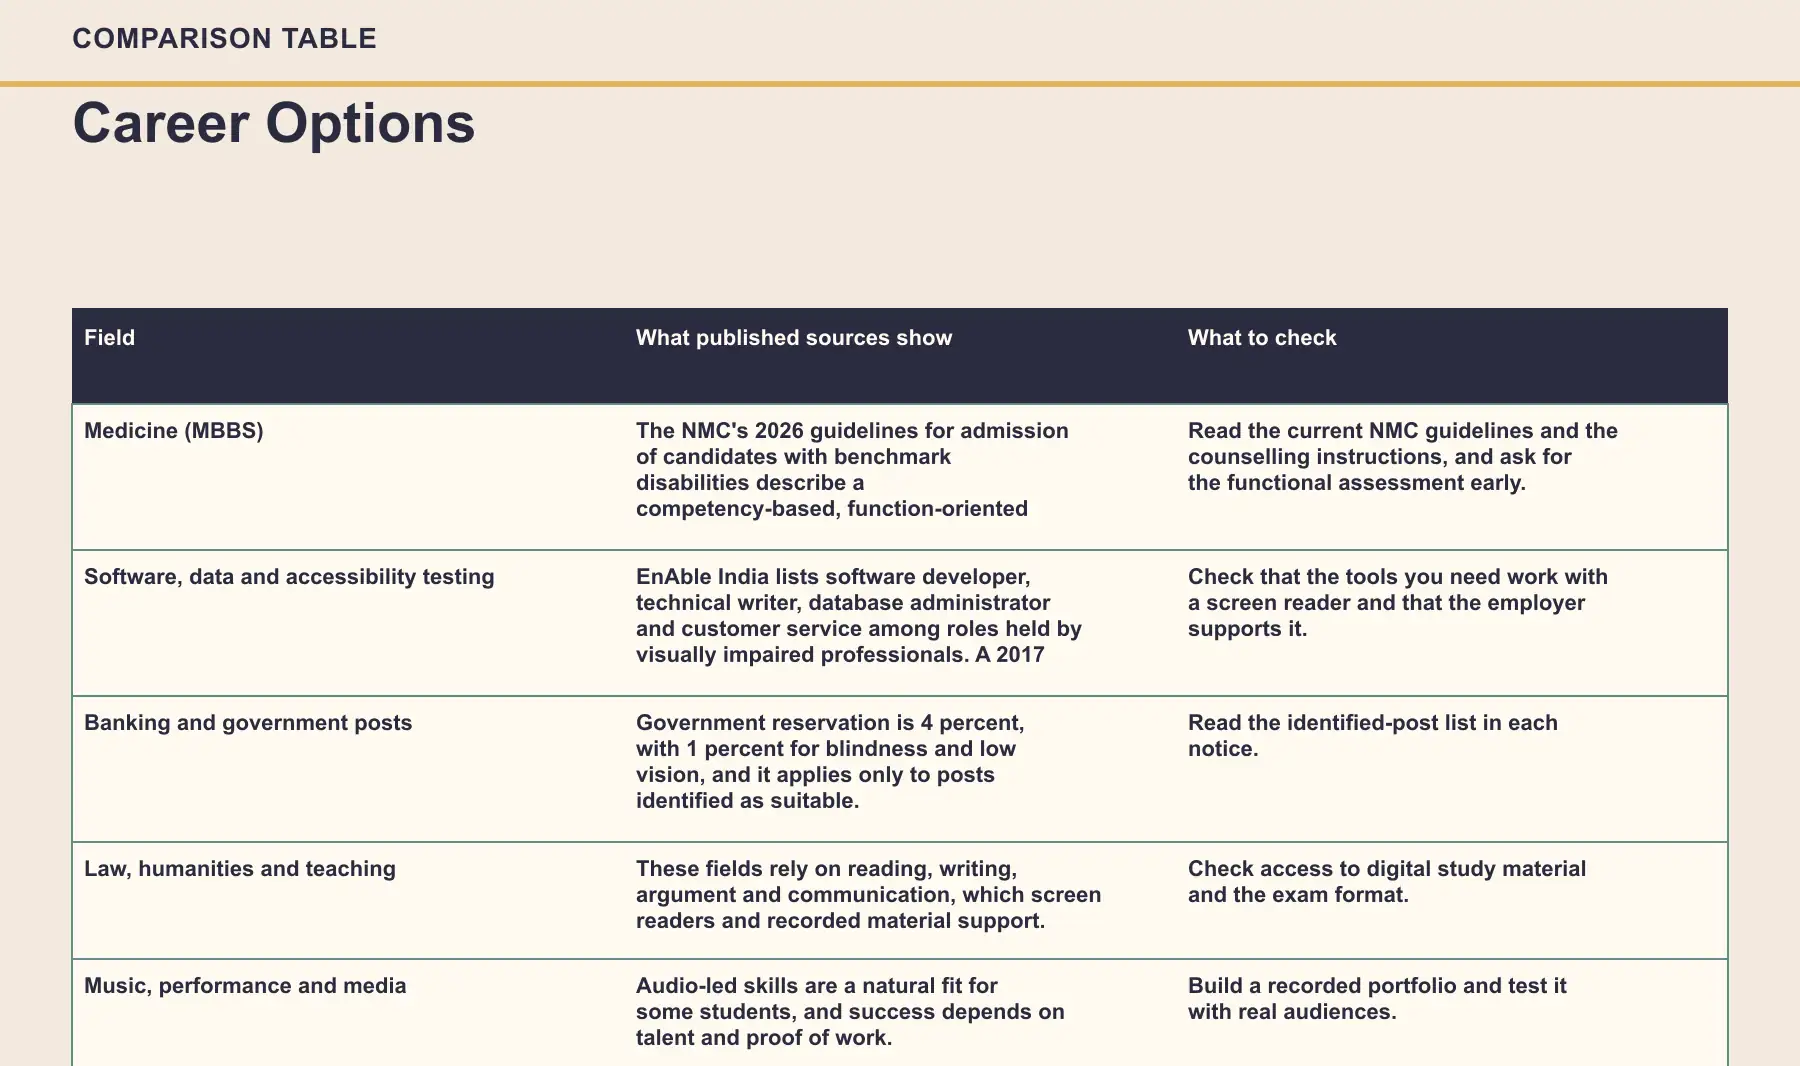 COMPARISON TABLE
Career Options
Field
What published sources show
What to check
Medicine (MBBS)
The NMC's 2026 guidelines for admission
of candidates with benchmark
disabilities describe a
competency-based, function-oriented
Read the current NMC guidelines and the
counselling instructions, and ask for
the functional assessment early.
Software, data and accessibility testing
EnAble India lists software developer,
technical writer, database administrator
and customer service among roles held by
visually impaired professionals. A 2017
Check that the tools you need work with
a screen reader and that the employer
supports it.
Banking and government posts
Government reservation is 4 percent,
with 1 percent for blindness and low
vision, and it applies only to posts
identified as suitable.
Read the identified-post list in each
notice.
Law, humanities and teaching
These fields rely on reading, writing,
argument and communication, which screen
readers and recorded material support.
Check access to digital study material
and the exam format.
Music, performance and media
Audio-led skills are a natural fit for
some students, and success depends on
talent and proof of work.
Build a recorded portfolio and test it
with real audiences.